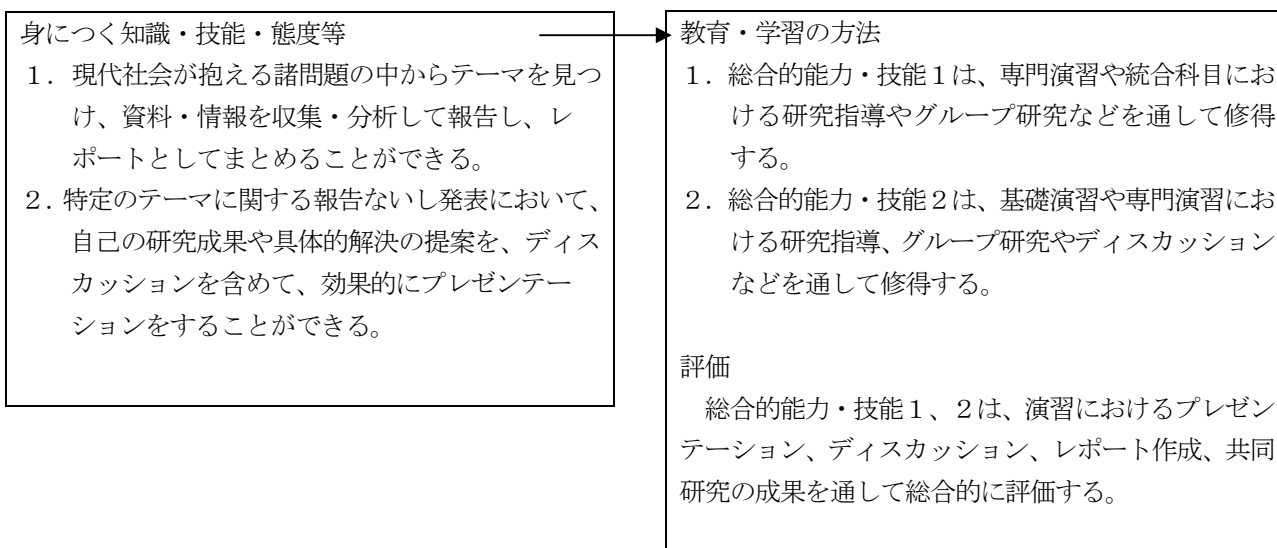 身につく知識・技能・態度等
１．現代社会が抱える諸問題の中からテーマを見つ
け、資料・情報を収集・分析して報告し、レ
ポートとしてまとめることができる。
２．特定のテーマに関する報告ないし発表において、
自己の研究成果や具体的解決の提案を、ディス
カッションを含めて、効果的にプレゼンテー
ションをすることができる。
教育・学習の方法
１．総合的能力・技能１は、専門演習や統合科目にお
ける研究指導やグループ研究などを通して修得
する。
２．総合的能力・技能２は、基礎演習や専門演習にお
ける研究指導、グループ研究やディスカッション
などを通して修得する。
評価
総合的能力・技能１、２は、演習におけるプレゼン
テーション、ディスカッション、レポート作成、共同
研究の成果を通して総合的に評価する。